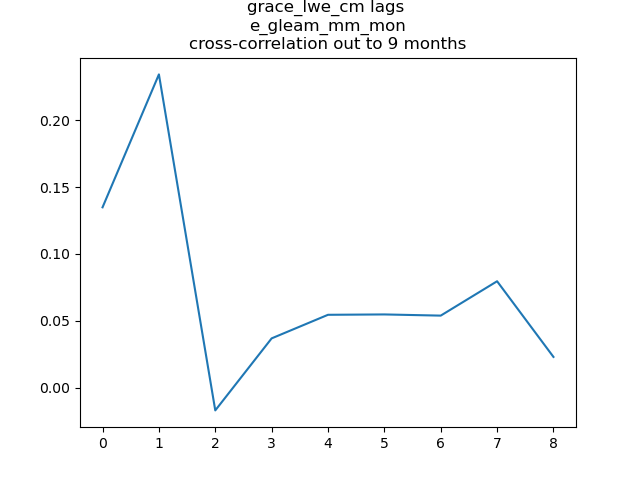 grace_lwe_cm lags
e_gleam_mm_mon
cross-correlation out to 9 months
0.20
0.15
0.10
0.05
0.00
0 1 2 3 4 5 6 7 8